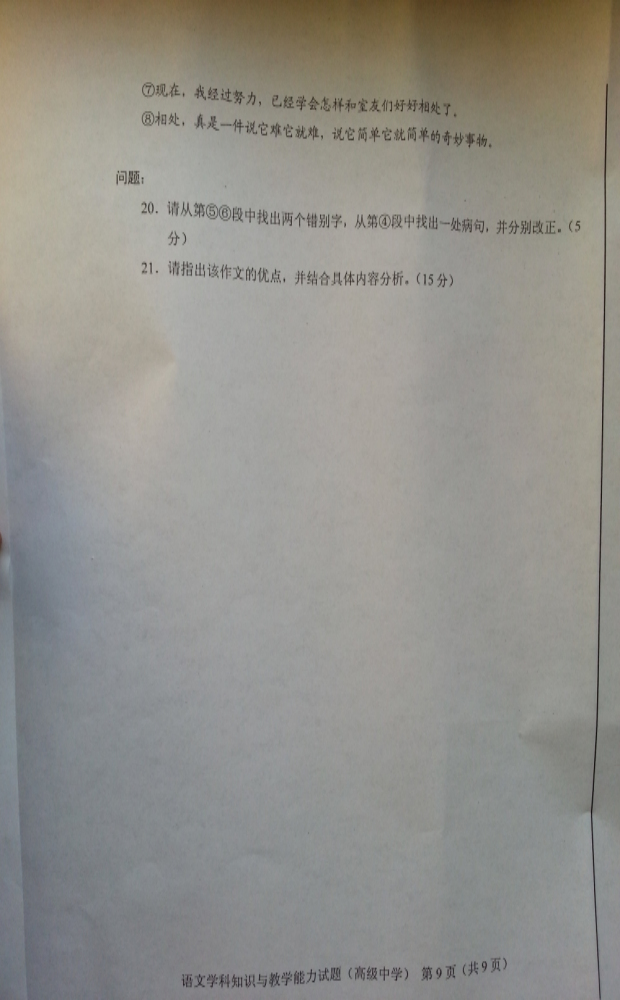 ⑦现在，我经过努力，已经学会怎样和室友们好好相处了。
⑧相处，真是一件说它难它就难，说它简单它就简单的奇妙事物。
问题：
20．请从第⑤⑥段中找出两个错别字，从第④段中找出一处病句，并分别改正。（5
分）
21．请指出该作文的优点，并结合具体内容分析。（15分）
语文学科知识与教学能力试题（高级中学） 第9页（共9页）